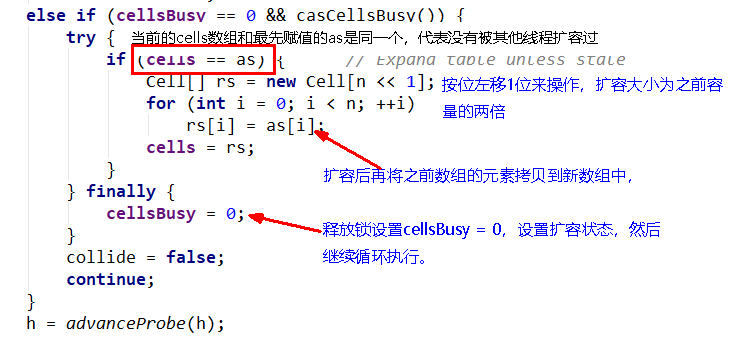 else if (cellsBusy == 0 && casCellsBusy()) {
try { 当前的cells数组和最先赋值的as是同一个，代表没有被其他线程扩容过
if (cells == as) { // Expand table unless stale
Cell[] rs = new Cell[n << 1]; 按位左移1位来操作，扩容大小为之前容
for (int i = 0; i < n; ++i) 量的两倍
rs[i] = as[i];
cells = rs;
扩容后再将之前数组的元素拷贝到新数组中，
}
} finally {
cellsBusy = 0; 释放锁设置cellsBusy = 0，设置扩容状态，然后
} 继续循环执行。
collide = false;
continue;
}
h = advanceProbe(h);